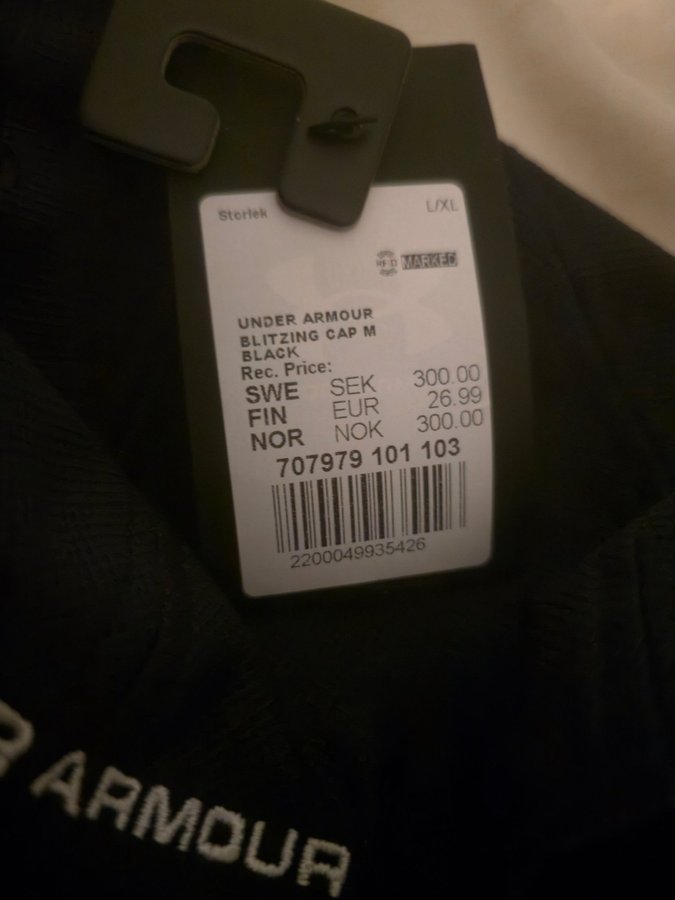 Storlek L/XL
RFID MARKED
UNDER ARMOUR
BLITZING CAP M
BLACK
Rec. Price:
SWE SEK 300.00
FIN EUR 26.99
NOR NOK 300.00
707979 101 103
2200049935426
R ARMOUR